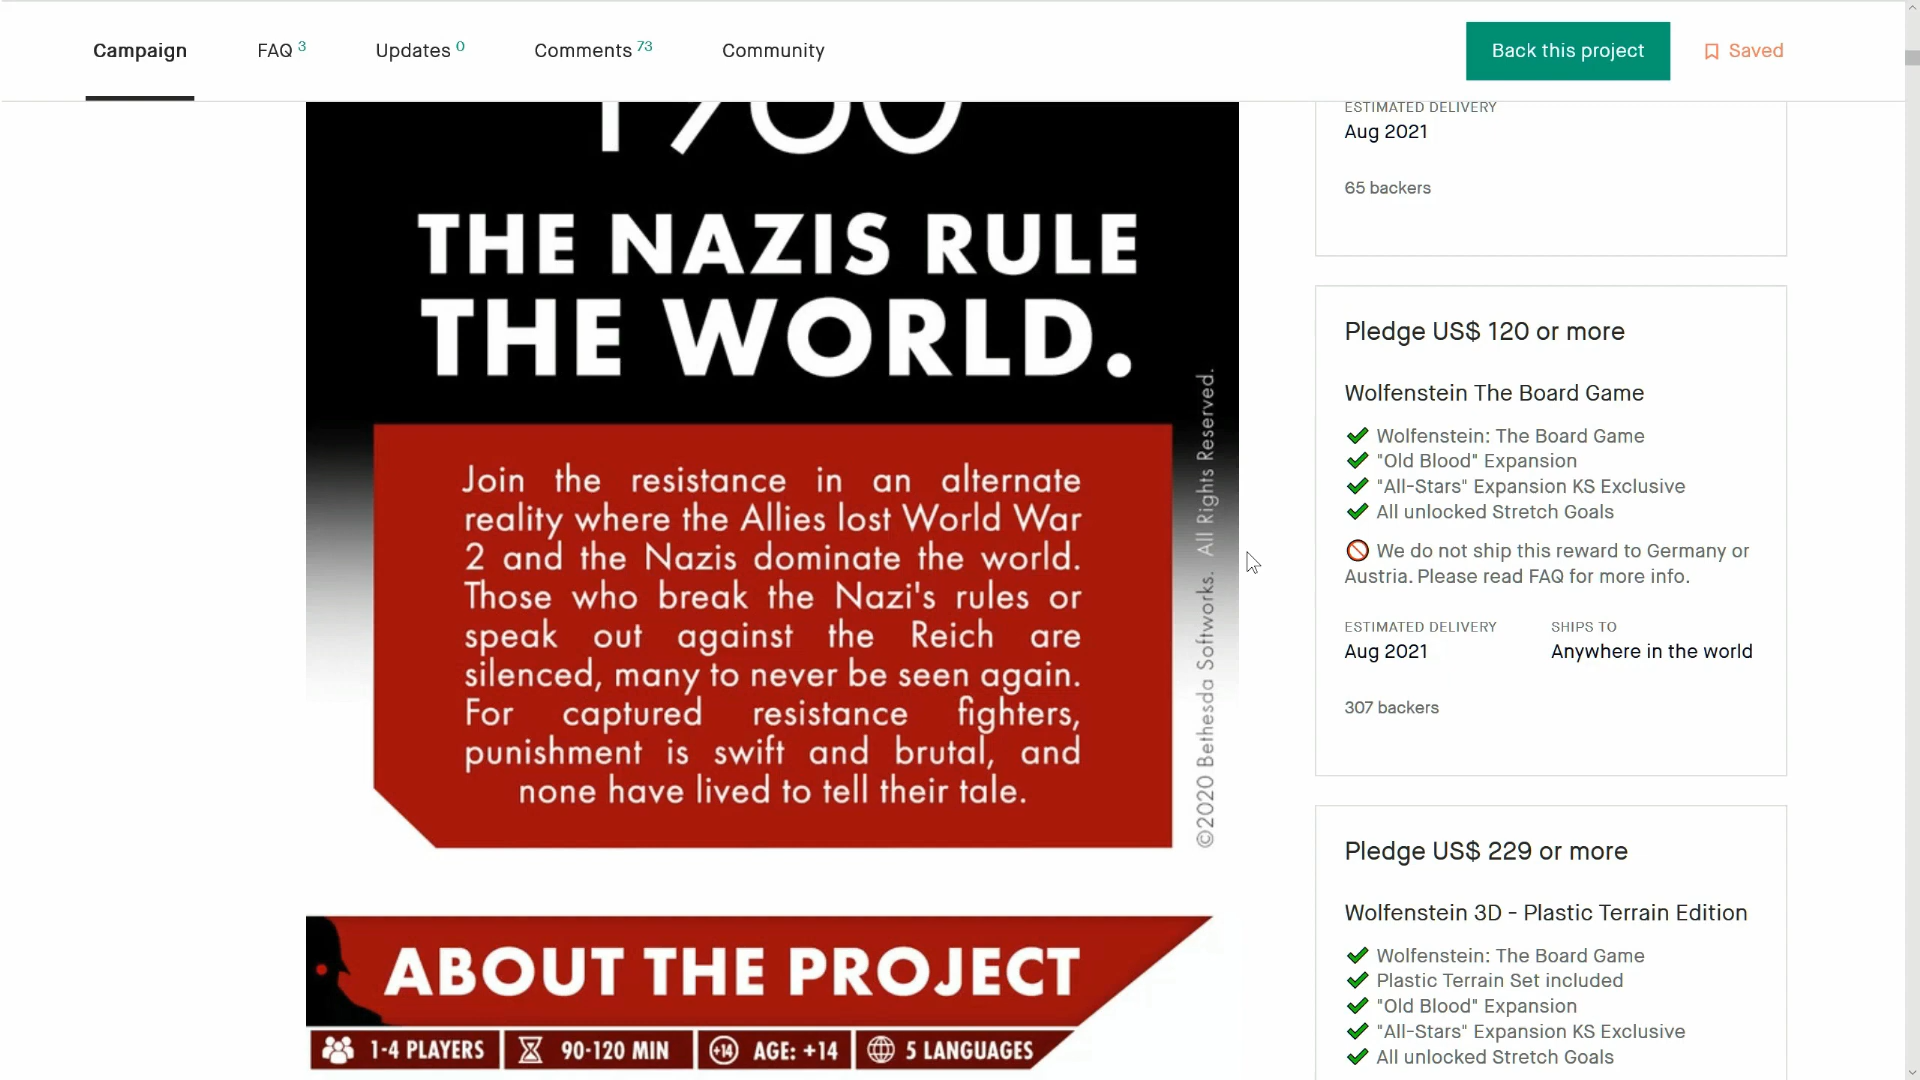 Campaign
FAQ 3
Updates 0
Comments 73
Community
Back this project
Saved
1960
THE NAZIS RULE
THE WORLD.
Join the resistance in an alternate
reality where the Allies lost World War
2 and the Nazis dominate the world.
Those who break the Nazi's rules or
speak out against the Reich are
silenced, many to never be seen again.
For captured resistance fighters,
punishment is swift and brutal, and
none have lived to tell their tale.
©2020 Bethesda Softworks. All Rights Reserved.
ABOUT THE PROJECT
1-4 PLAYERS
90-120 MIN
+14
AGE: +14
5 LANGUAGES
ESTIMATED DELIVERY
Aug 2021
65 backers
Pledge US$ 120 or more
Wolfenstein The Board Game
Wolfenstein: The Board Game
"Old Blood" Expansion
"All-Stars" Expansion KS Exclusive
All unlocked Stretch Goals
We do not ship this reward to Germany or
Austria. Please read FAQ for more info.
ESTIMATED DELIVERY
Aug 2021
SHIPS TO
Anywhere in the world
307 backers
Pledge US$ 229 or more
Wolfenstein 3D - Plastic Terrain Edition
Wolfenstein: The Board Game
Plastic Terrain Set included
"Old Blood" Expansion
"All-Stars" Expansion KS Exclusive
All unlocked Stretch Goals